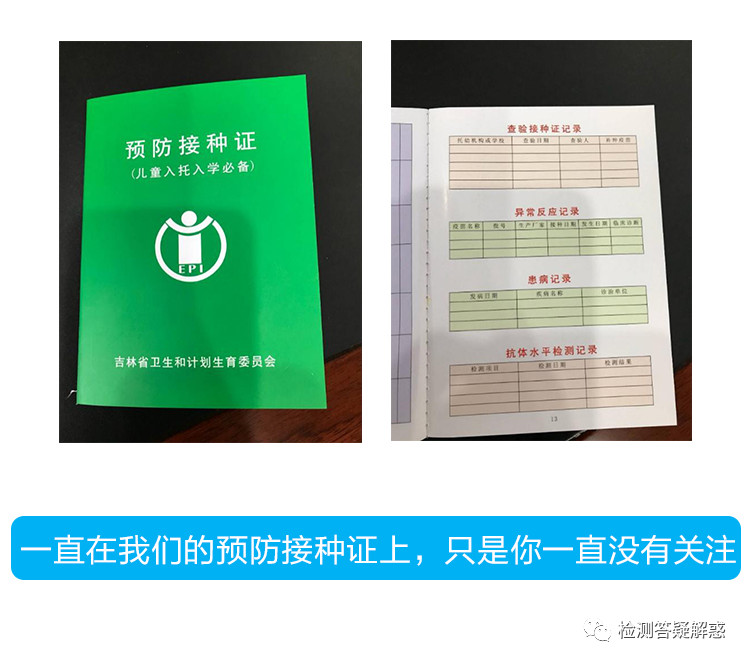 预防接种证
(儿童入托入学必备)
EPI
吉林省卫生和计划生育委员会
查验接种证记录
托幼机构或学校 查验日期 查验人 补种疫苗
异常反应记录
疫苗名称 批号 生产厂家 接种日期 发生日期 临床诊断
患病记录
发病日期 疾病名称 诊治单位
抗体水平检测记录
检测项目 检测日期 检测结果
13
一直在我们的预防接种证上，只是你一直没有关注
检测答疑解惑